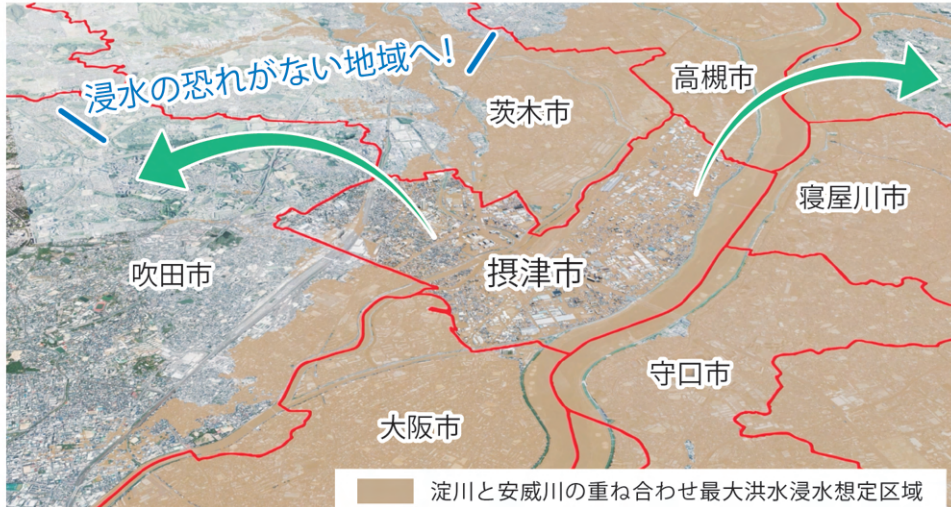 浸水の恐れがない地域へ!
高槻市
茨木市
寝屋川市
吹田市
摂津市
守口市
大阪市
淀川と安威川の重ね合わせ最大洪水浸水想定区域